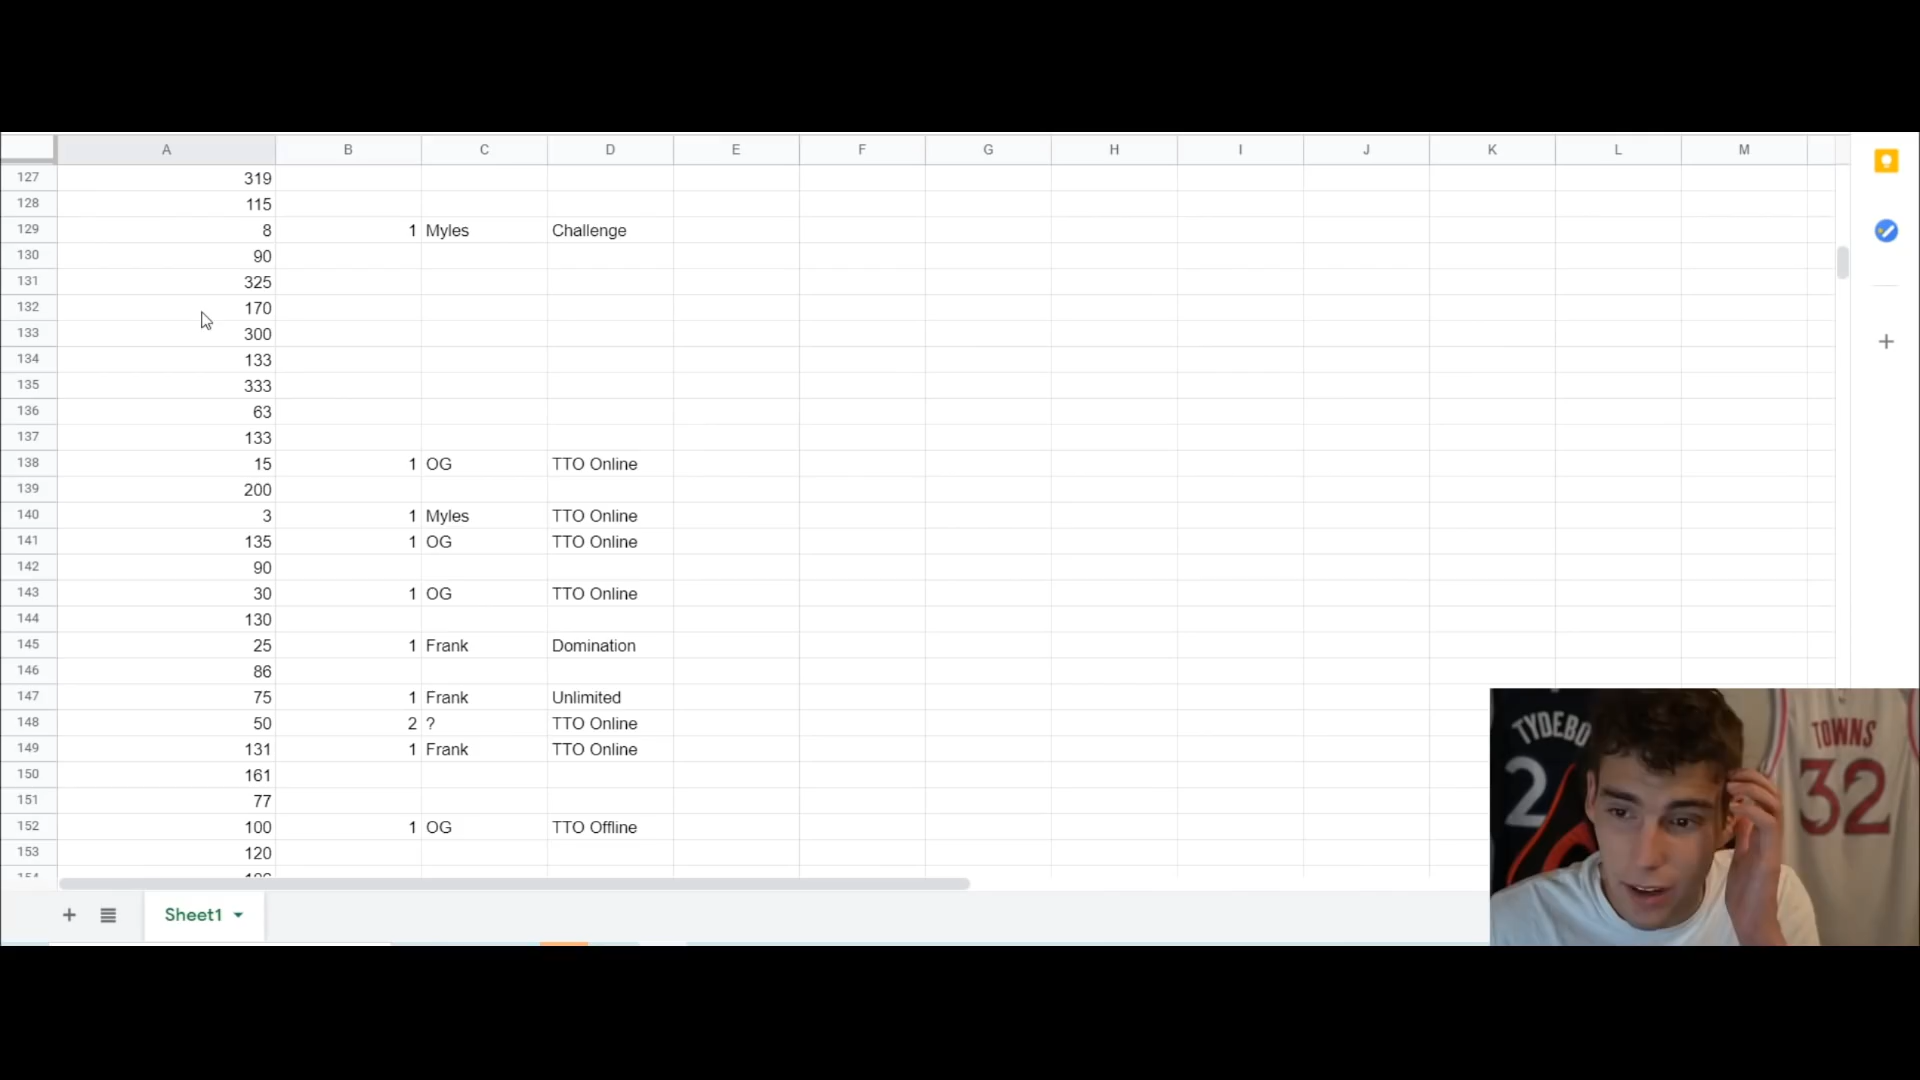 A B C D E F G H I J K L M
127 319
128 115
129 8 1 Myles Challenge
130 90
131 325
132 170
133 300
134 133
135 333
136 63
137 133
138 15 1 OG TTO Online
139 200
140 3 1 Myles TTO Online
141 135 1 OG TTO Online
142 90
143 30 1 OG TTO Online
144 130
145 25 1 Frank Domination
146 86
147 75 1 Frank Unlimited
148 50 2 ? TTO Online
149 131 1 Frank TTO Online
150 161
151 77
152 100 1 OG TTO Offline
153 120
Sheet1
TYDEBO
2
TOWNS
32